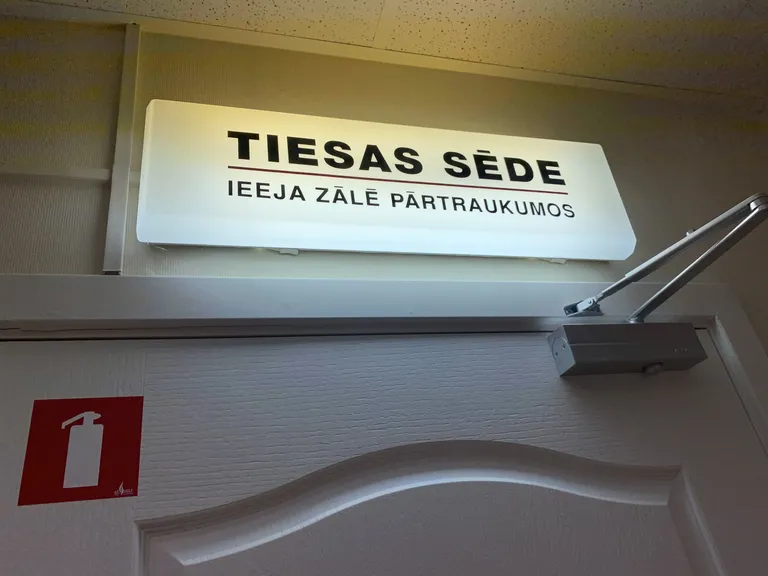 TIESAS SĒDE
IEEJA ZĀLĒ PĀRTRAUKUMOS